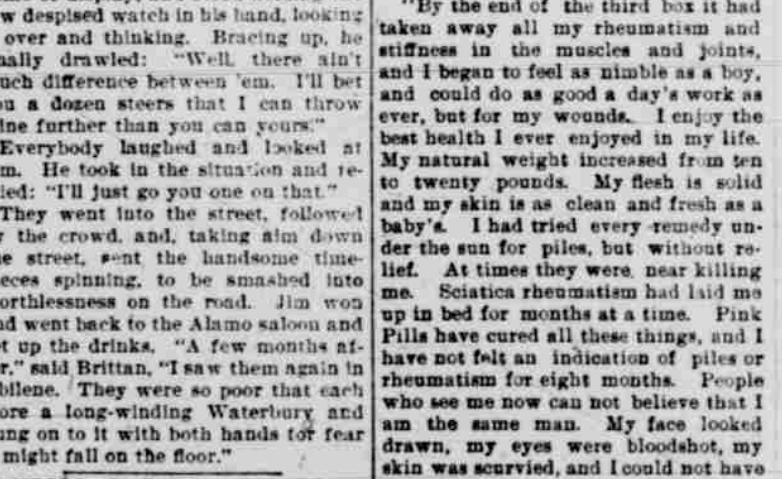 w despised watch in his hand, looking
over and thinking. Bracing up, he
nally drawled: "Well, there ain't
uch difference between 'em. I'll bet
ou a dozen steers that I can throw
ine further than you can yours."
Everybody laughed and looked at
m. He took in the situation and re-
lied: "I'll just go you one on that."
They went into the street, followed
y the crowd, and, taking aim down
he street, sent the handsome time-
eces spinning, to be smashed into
orthlessness on the road. Jim won
nd went back to the Alamo saloon and
et up the drinks. "A few months af-
r," said Brittan, "I saw them again in
bilene. They were so poor that each
ore a long-winding Waterbury and
ung on to it with both hands for fear
might fall on the floor."
"By the end of the third box it had
taken away all my rheumatism and
stiffness in the muscles and joints,
and I began to feel as nimble as a boy,
and could do as good a day's work as
ever, but for my wounds. I enjoy the
best health I ever enjoyed in my life.
My natural weight increased from ten
to twenty pounds. My flesh is solid
and my skin is as clean and fresh as a
baby's. I had tried every remedy un-
der the sun for piles, but without re-
lief. At times they were near killing
me. Sciatica rheumatism had laid me
up in bed for months at a time. Pink
Pills have cured all these things, and I
have not felt an indication of piles or
rheumatism for eight months. People
who see me now can not believe that I
am the same man. My face looked
drawn, my eyes were bloodshot, my
skin was scurvied, and I could not have